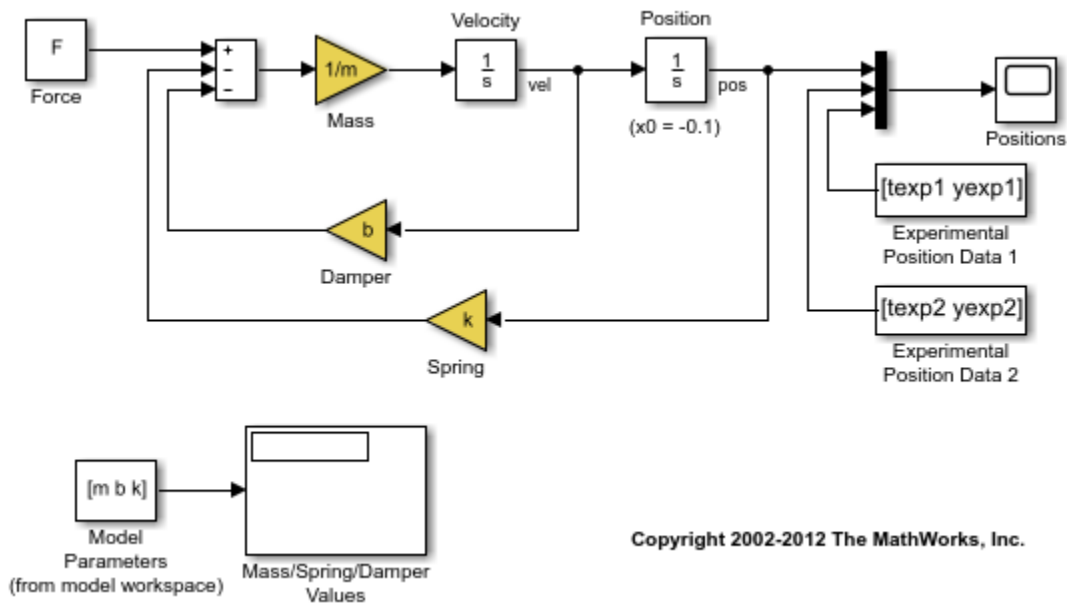 F
Force
+
−
−
1/m
Mass
Velocity
1
s
vel
Position
1
s
pos
(x0 = -0.1)
Positions
b
Damper
k
Spring
[texp1 yexp1]
Experimental
Position Data 1
[texp2 yexp2]
Experimental
Position Data 2
[m b k]
Model
Parameters
(from model workspace)
Mass/Spring/Damper
Values
Copyright 2002-2012 The MathWorks, Inc.